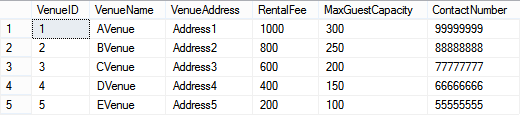 VenueID VenueName VenueAddress RentalFee MaxGuestCapacity ContactNumber
1 1 AVenue Address1 1000 300 99999999
2 2 BVenue Address2 800 250 88888888
3 3 CVenue Address3 600 200 77777777
4 4 DVenue Address4 400 150 66666666
5 5 EVenue Address5 200 100 55555555